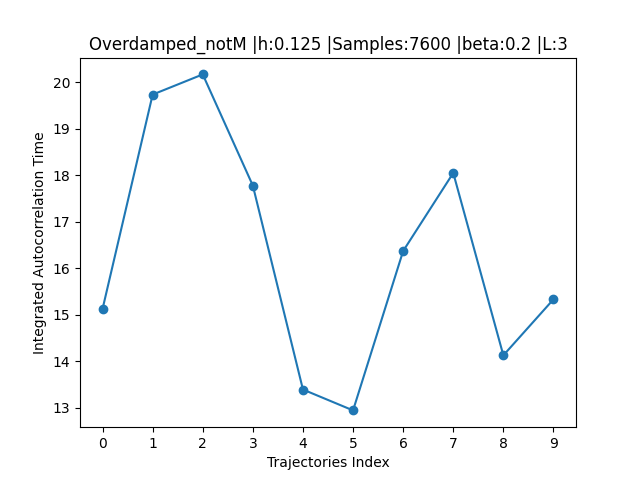 Overdamped_notM |h:0.125 |Samples:7600 |beta:0.2 |L:3
20
19
18
17
16
15
14
13
Integrated Autocorrelation Time
0 1 2 3 4 5 6 7 8 9
Trajectories Index